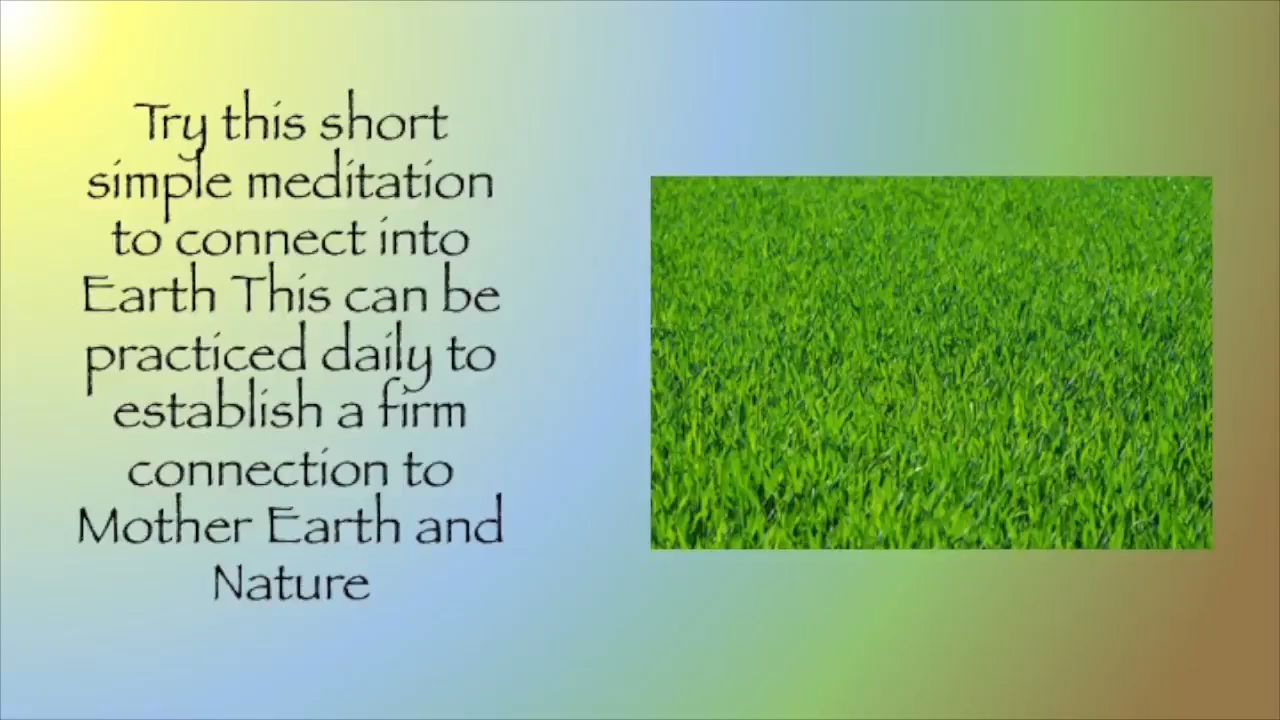 Try this short
simple meditation
to connect into
Earth This can be
practiced daily to
establish a firm
connection to
Mother Earth and
Nature